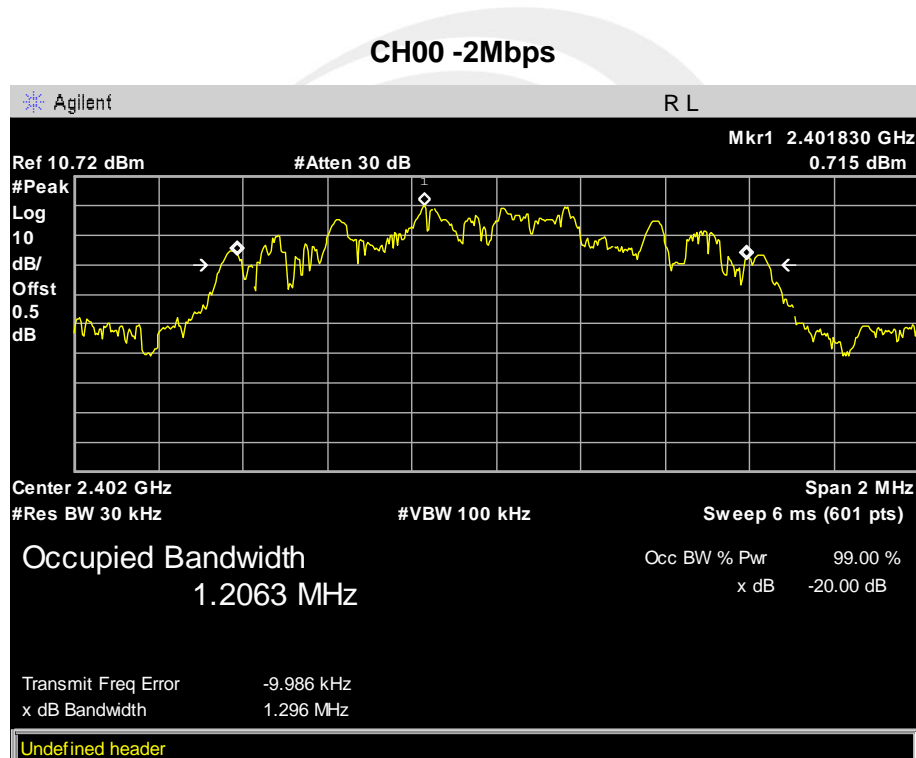 CH00 -2Mbps
Agilent R L
Mkr1 2.401830 GHz
Ref 10.72 dBm #Atten 30 dB 0.715 dBm
#Peak
Log
10
dB/
Offst
0.5
dB
1
Center 2.402 GHz Span 2 MHz
#Res BW 30 kHz #VBW 100 kHz Sweep 6 ms (601 pts)
Occupied Bandwidth Occ BW % Pwr 99.00 %
1.2063 MHz x dB -20.00 dB
Transmit Freq Error -9.986 kHz
x dB Bandwidth 1.296 MHz
Undefined header